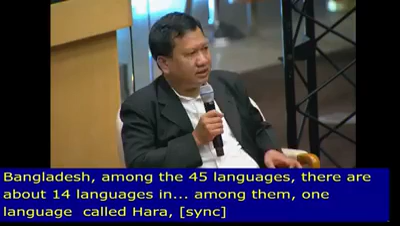 Bangladesh, among the 45 languages, there are
about 14 languages in... among them, one
language  called Hara, [sync]